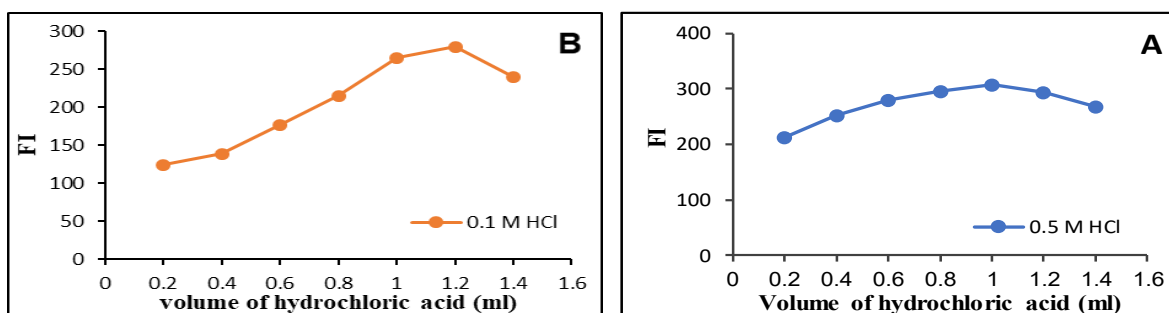 B
300
250
200
150
100
50
0
FI
0 0.2 0.4 0.6 0.8 1 1.2 1.4 1.6
volume of hydrochloric acid (ml)
0.1 M HCl
A
400
300
200
100
0
FI
0 0.2 0.4 0.6 0.8 1 1.2 1.4 1.6
Volume of hydrochloric acid (ml)
0.5 M HCl